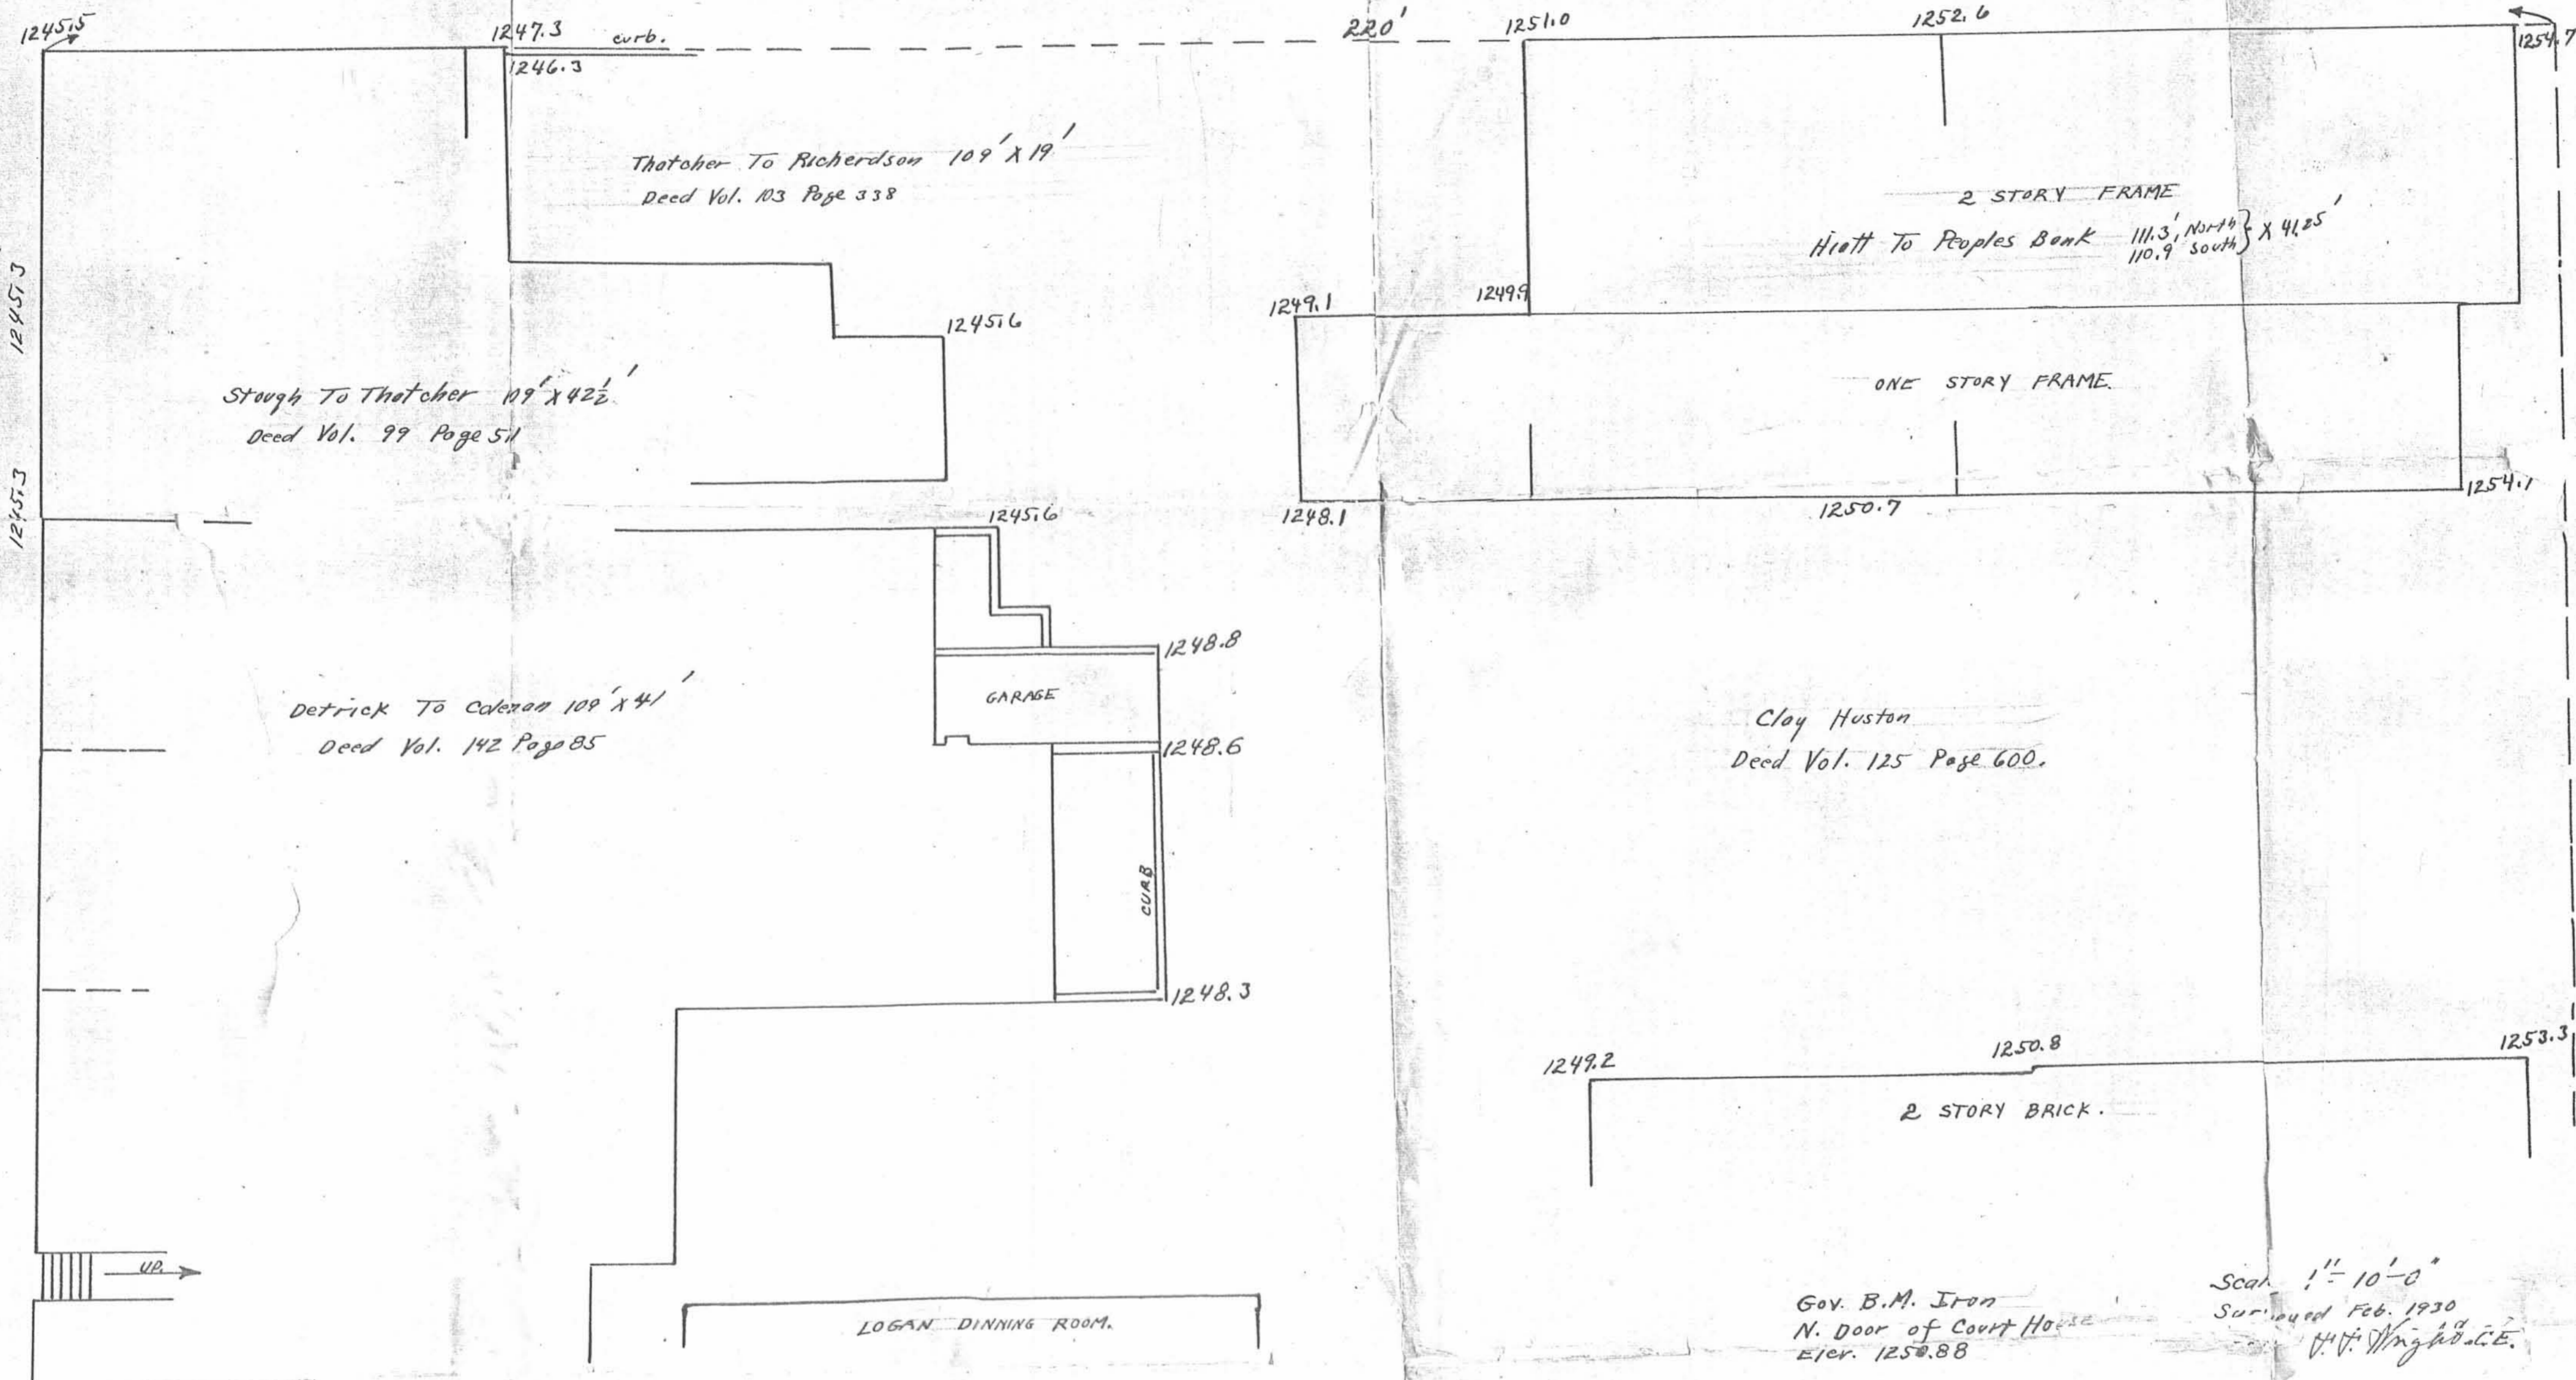 1245.5
1247.3
curb.
220'
1251.0
1252.6
1254.7
1246.3
Thatcher To Richerdson 109' X 19'
Deed Vol. 103 Page 338
2 STORY FRAME
Hiatt To Peoples Bank 111.3' North } X 41.25'
110.9' South
1245.3
1249.1
1249.9
1245.6
Stough To Thatcher 109' X 42½'
Deed Vol. 99 Page 511
ONE STORY FRAME.
1245.3
1254.1
1245.6
1248.1
1250.7
1248.8
GARAGE
Detrick To Coleman 109' X 41'
Deed Vol. 142 Page 85
1248.6
Clay Huston
Deed Vol. 125 Page 600.
CURB
1248.3
1249.2
1250.8
1253.3
2 STORY BRICK.
UP.
LOGAN DINNING ROOM.
Gov. B.M. Iron
N. Door of Court House
Elev. 1250.88
Scale 1" = 10'-0"
Surveyed Feb. 1930
Wright C.E.